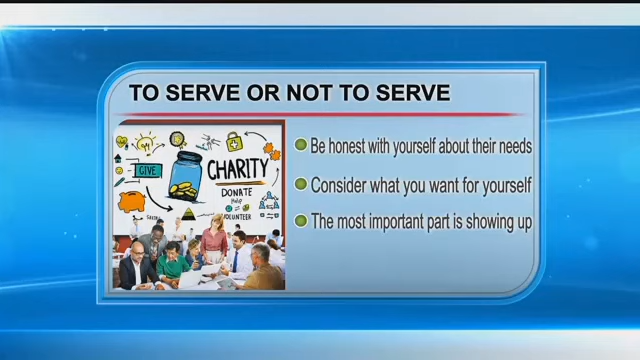 TO SERVE OR NOT TO SERVE
GIVE
CHARITY
DONATE
Help
VOLUNTEER
Be honest with yourself about their needs
Consider what you want for yourself
The most important part is showing up